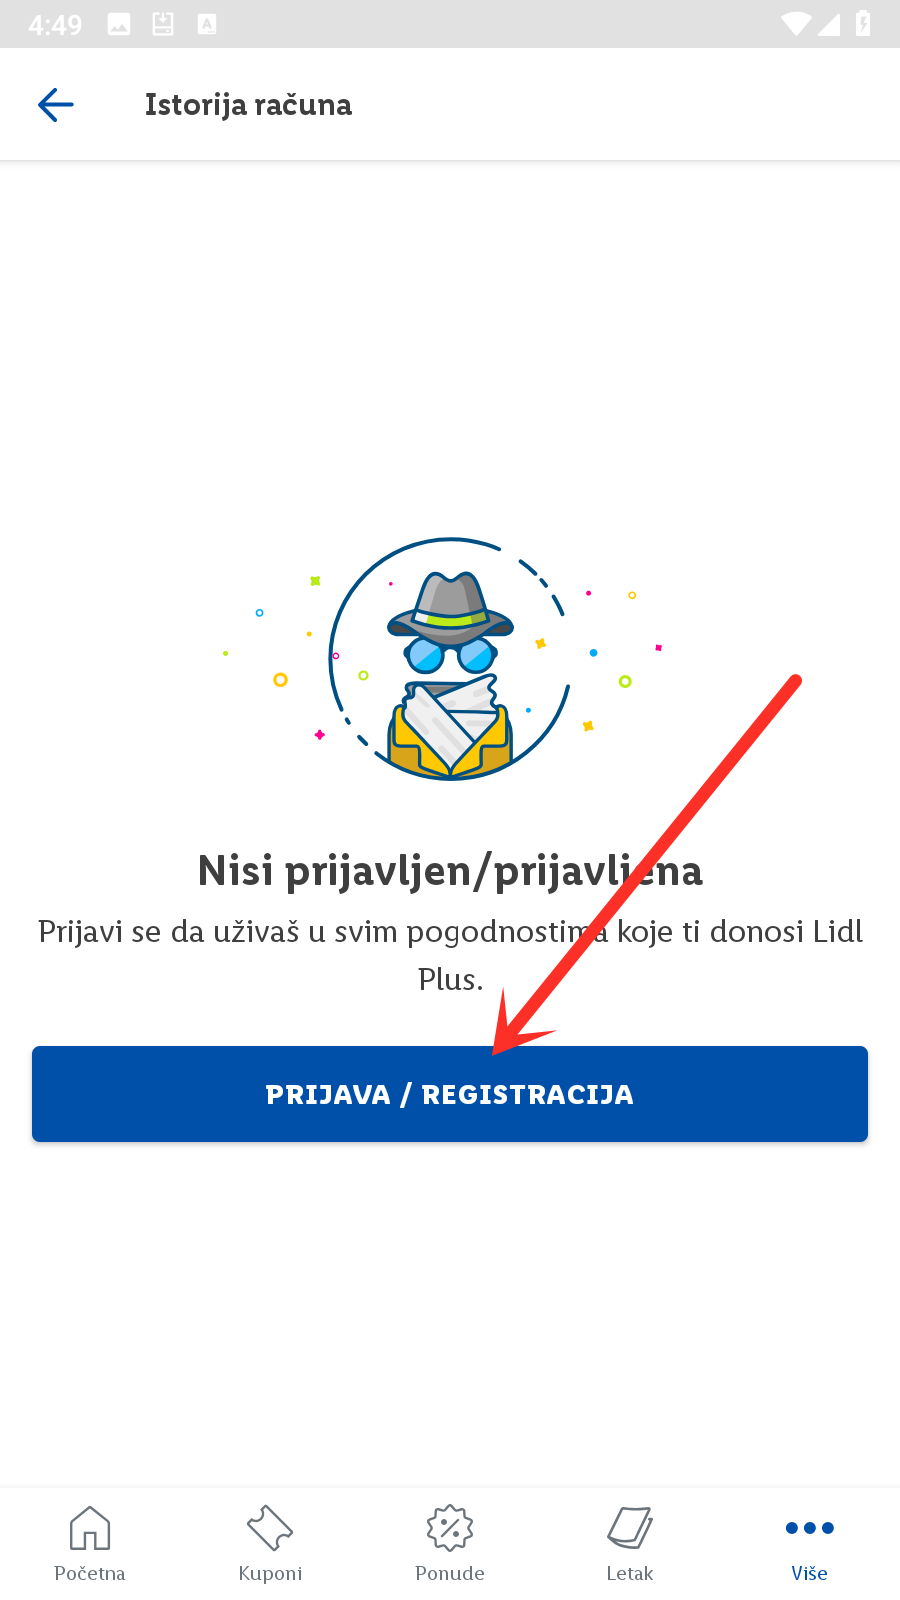 4:49
Istorija računa
Nisi prijavljen/prijavljena
Prijavi se da uživaš u svim pogodnostima koje ti donosi Lidl
Plus.
PRIJAVA / REGISTRACIJA
Početna
Kuponi
Ponude
Letak
Više